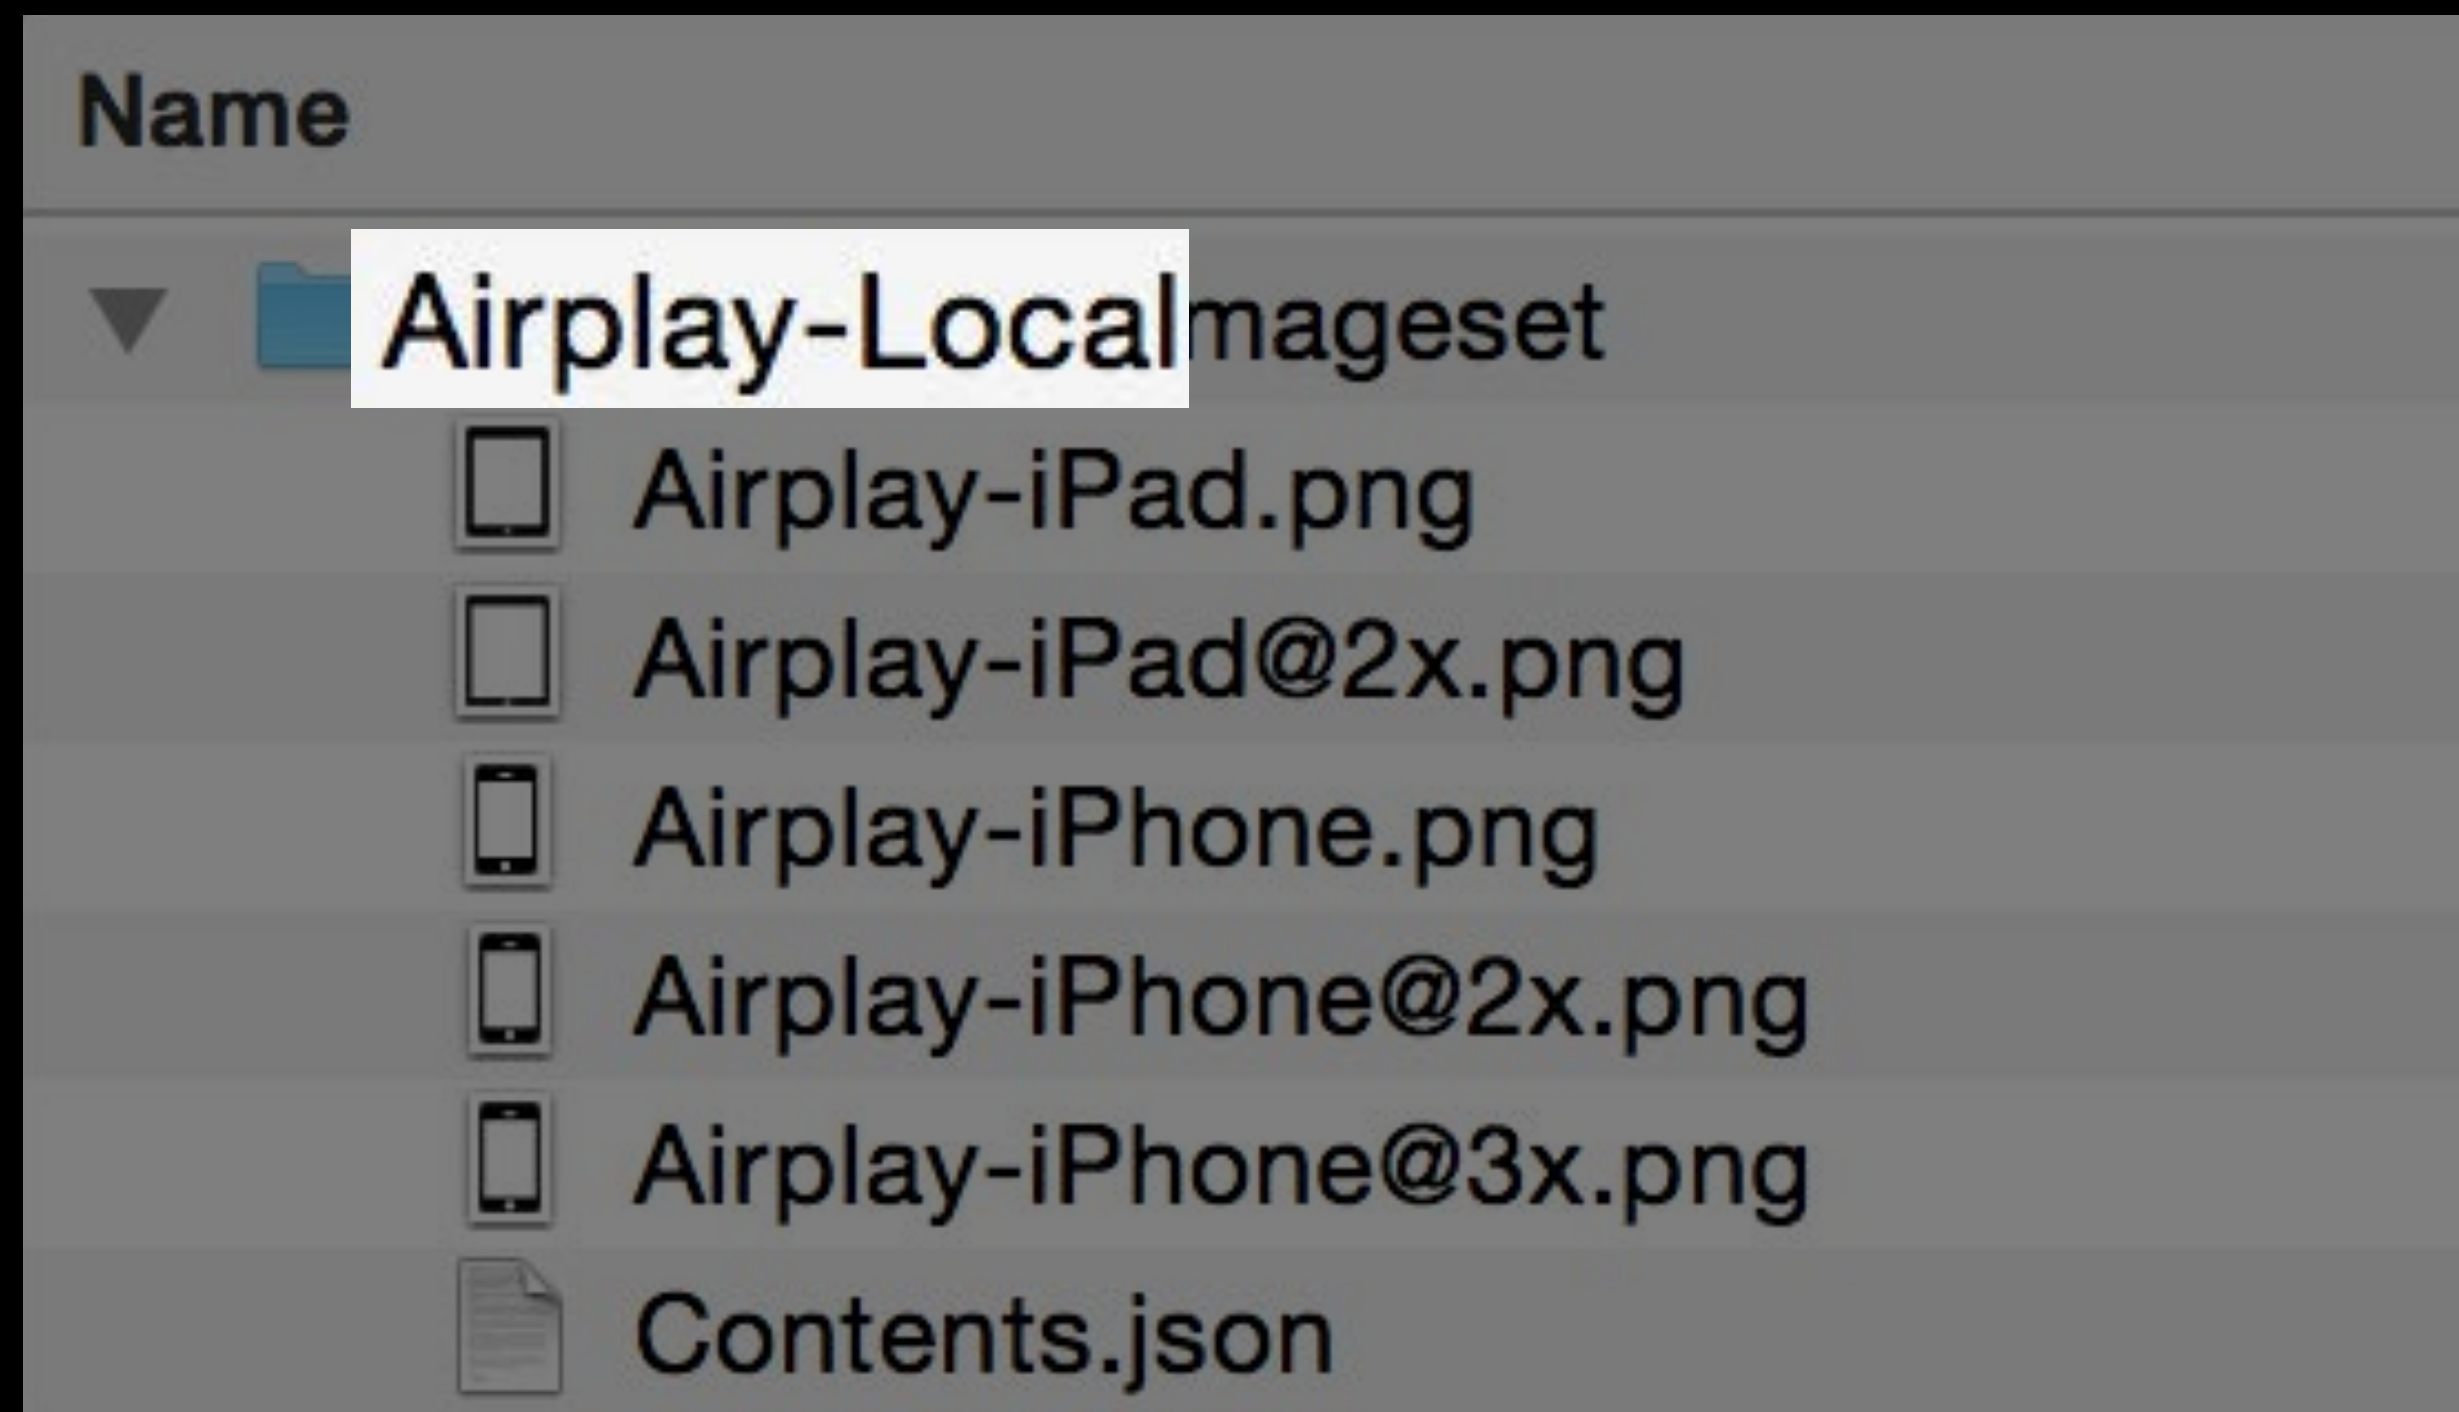 Name
Airplay-Localmageset
Airplay-iPad.png
Airplay-iPad@2x.png
Airplay-iPhone.png
Airplay-iPhone@2x.png
Airplay-iPhone@3x.png
Contents.json